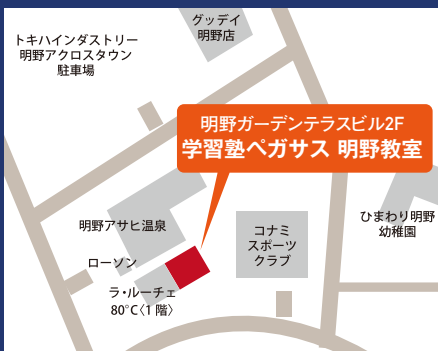 グッデイ
明野店
トキハインダストリー
明野アクロスタウン
駐車場
明野ガーデンテラスビル2F
学習塾ペガサス 明野教室
明野アサヒ温泉
コナミ
スポーツ
クラブ
ひまわり明野
幼稚園
ローソン
ラ・ルーチェ
80℃〈1階〉